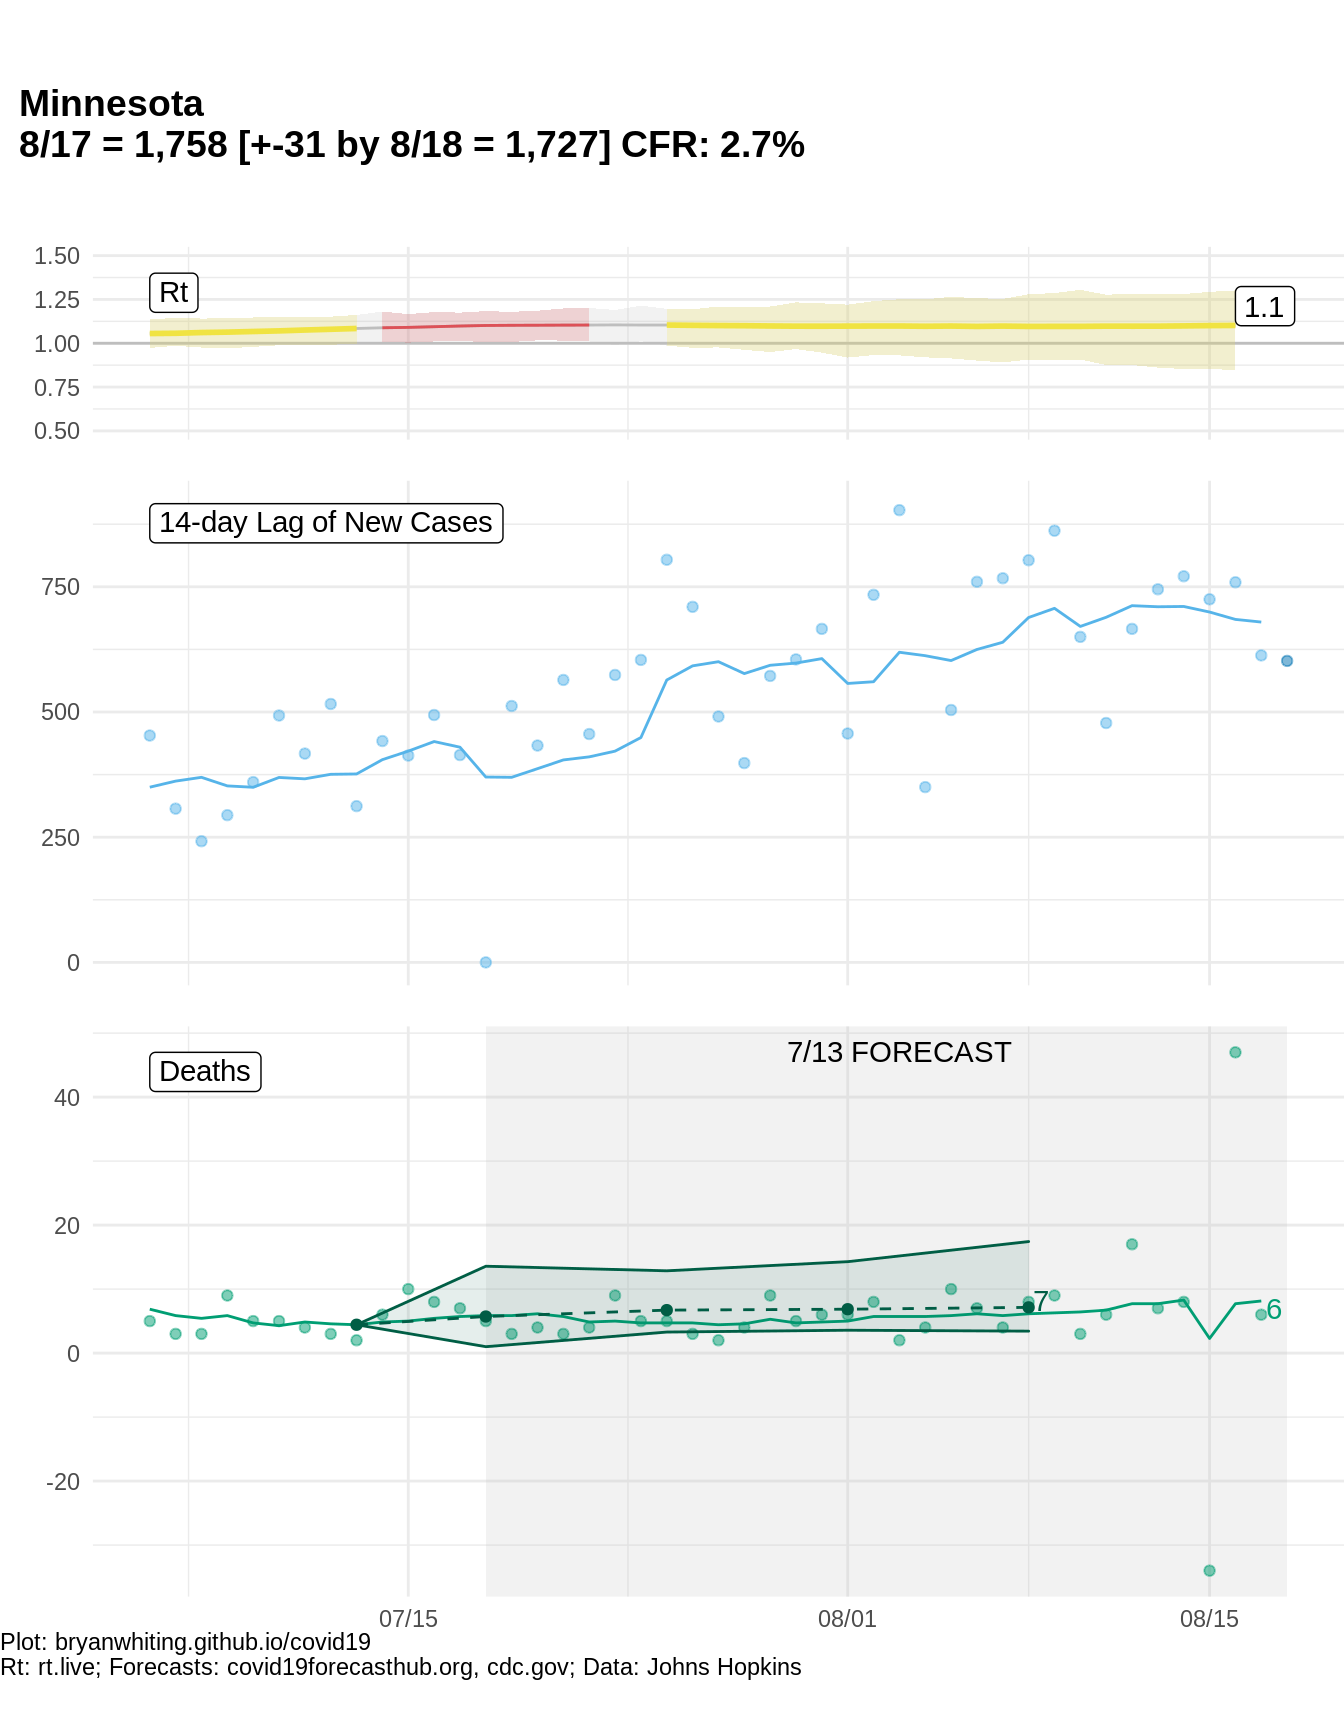 Minnesota
8/17 = 1,758 [+-31 by 8/18 = 1,727] CFR: 2.7%
1.50
Rt
1.25
1.1
1.00
0.75
0.50
14-day Lag of New Cases
750
500
250
0
7/13 FORECAST
Deaths
40
20
7
6
0
-20
07/15 08/01 08/15
Plot: bryanwhiting.github.io/covid19
Rt: rt.live; Forecasts: covid19forecasthub.org, cdc.gov; Data: Johns Hopkins